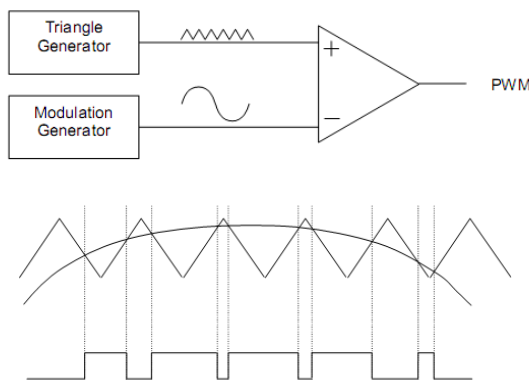 Triangle
Generator
+
PWM
Modulation
Generator
−